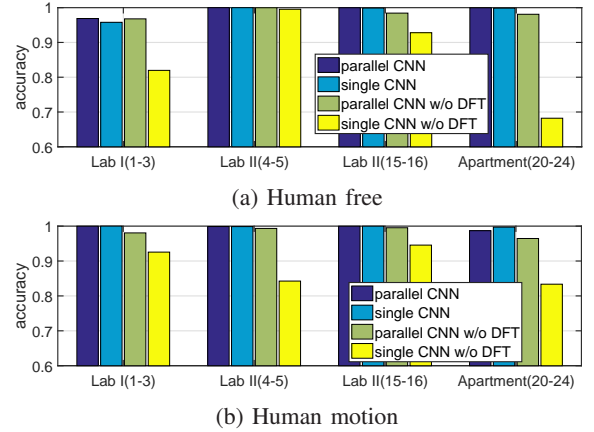 1
0.9
0.8
0.7
0.6
accuracy
parallel CNN
single CNN
parallel CNN w/o DFT
single CNN w/o DFT
Lab I(1-3) Lab II(4-5) Lab II(15-16) Apartment(20-24)
(a) Human free
1
0.9
0.8
0.7
0.6
accuracy
parallel CNN
single CNN
parallel CNN w/o DFT
single CNN w/o DFT
Lab I(1-3) Lab II(4-5) Lab II(15-16) Apartment(20-24)
(b) Human motion